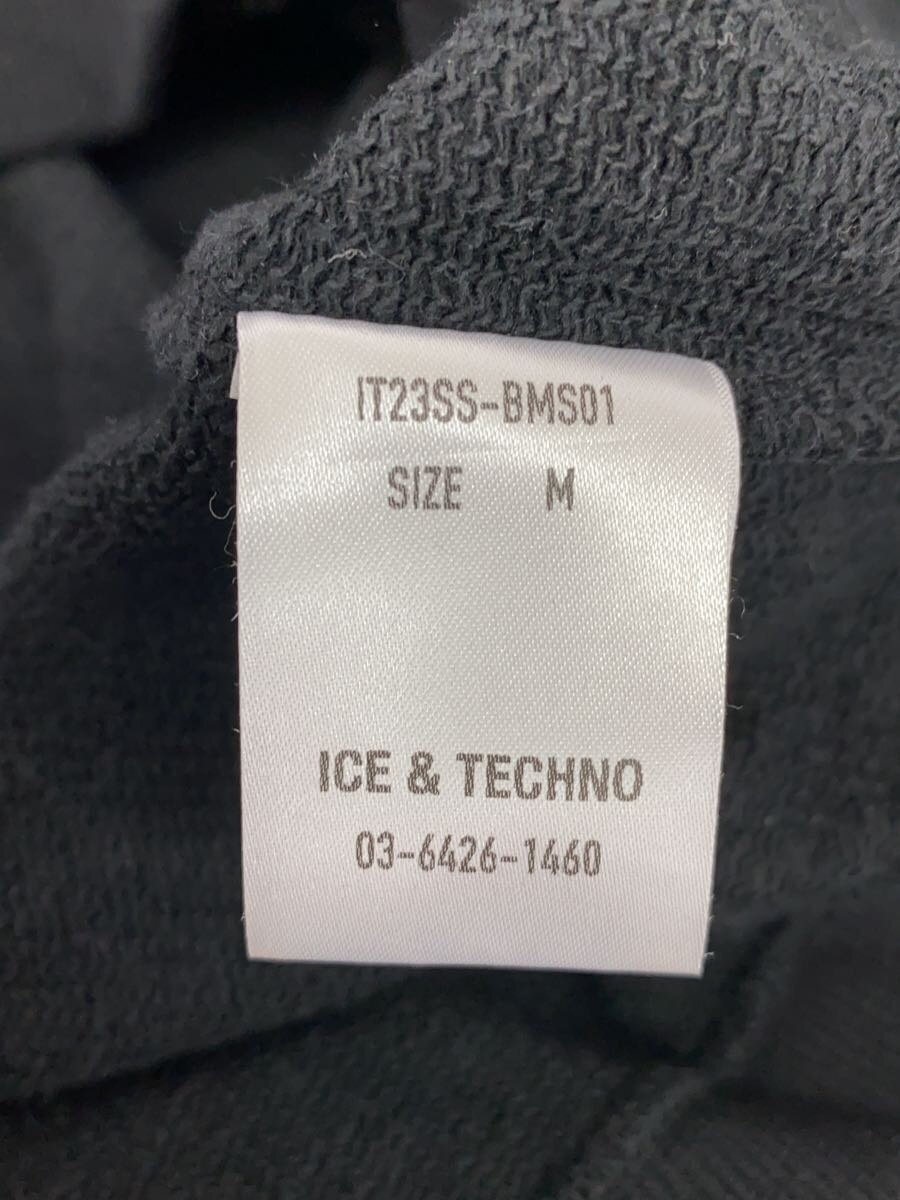 IT23SS-BMS01
SIZE M
ICE & TECHNO
03-6426-1460